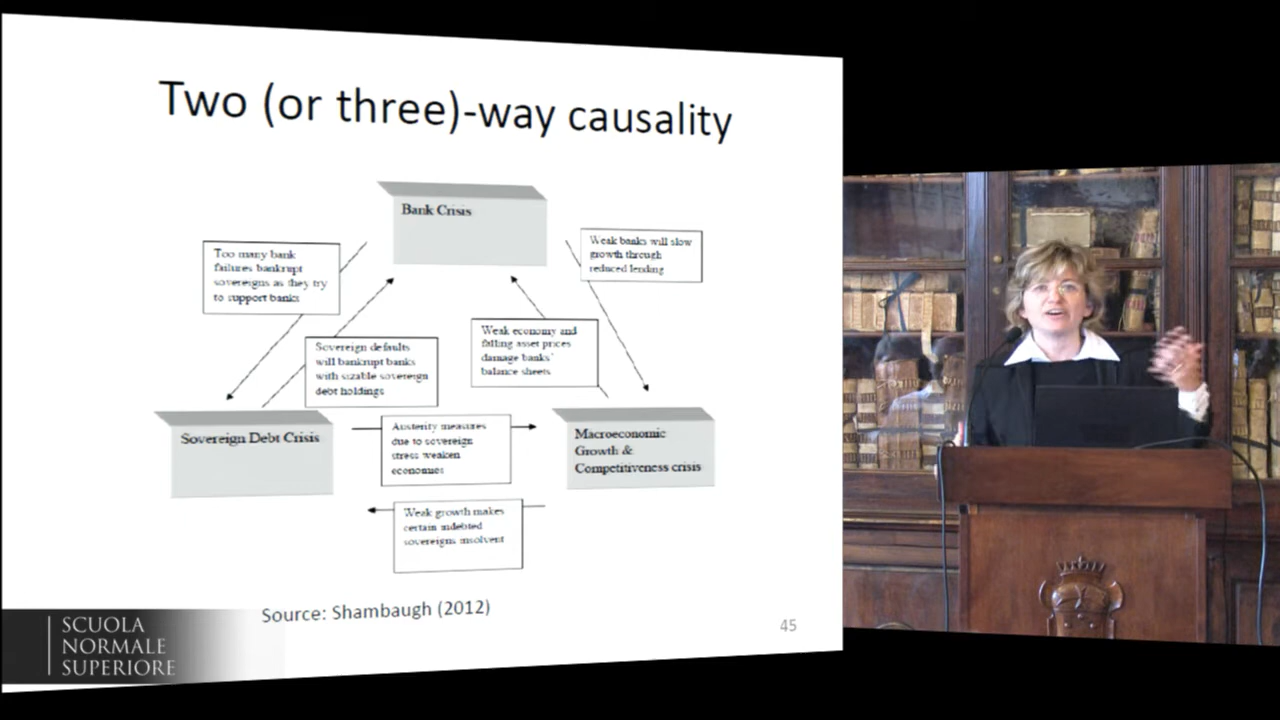 Two (or three)-way causality
Bank Crisis
Too many bank
failures bankrupt
sovereigns as they try
to support banks
Weak banks will slow
growth through
reduced lending
Sovereign defaults
will bankrupt banks
with sizable sovereign
debt holdings
Weak economy and
falling asset prices
damage banks'
balance sheets
Sovereign Debt Crisis
Austerity measures
due to sovereign
stress weaken
economies
Macroeconomic
Growth &
Competitiveness crisis
Weak growth makes
certain indebted
sovereigns insolvent
Source: Shambaugh (2012)
45
SCUOLA
NORMALE
SUPERIORE